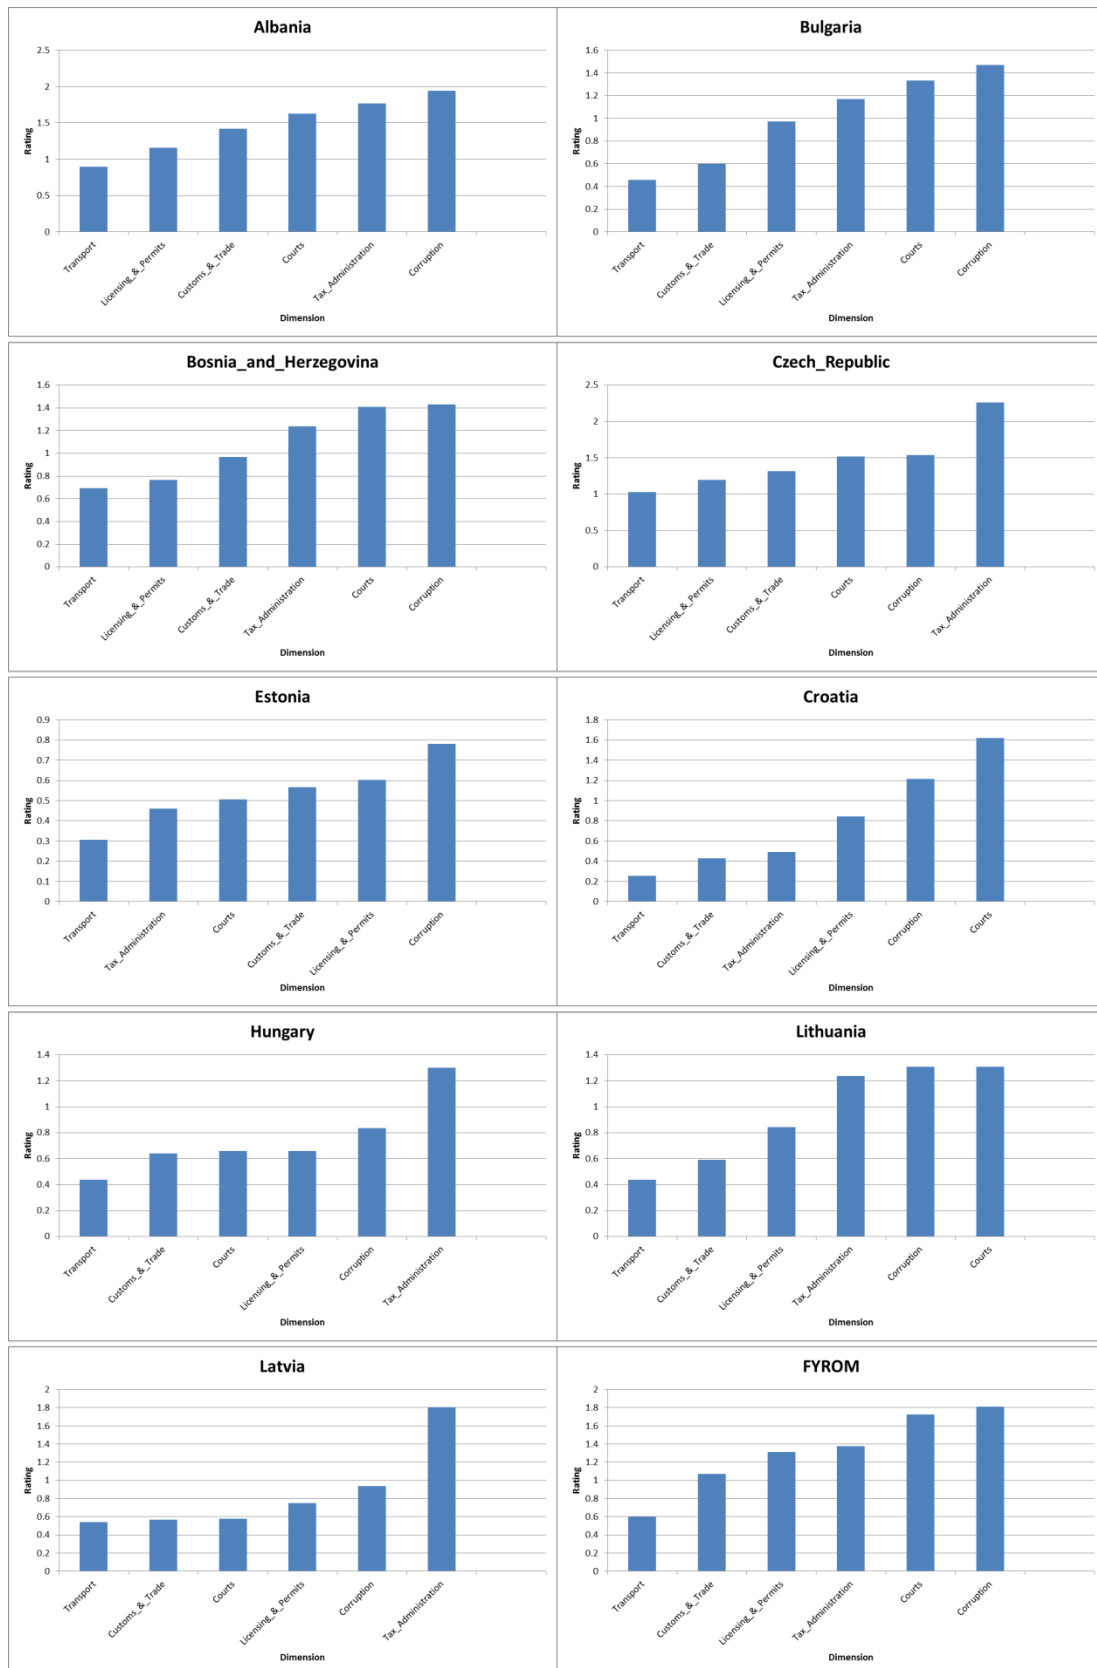 Albania
2.5
2
1.5
1
0.5
0
Rating
Transport
Licensing_&_Permits
Customs_&_Trade
Courts
Tax_Administration
Corruption
Dimension
Bulgaria
1.6
1.4
1.2
1
0.8
0.6
0.4
0.2
0
Rating
Transport
Customs_&_Trade
Licensing_&_Permits
Tax_Administration
Courts
Corruption
Dimension
Bosnia_and_Herzegovina
1.6
1.4
1.2
1
0.8
0.6
0.4
0.2
0
Rating
Transport
Licensing_&_Permits
Customs_&_Trade
Tax_Administration
Courts
Corruption
Dimension
Czech_Republic
2.5
2
1.5
1
0.5
0
Rating
Transport
Licensing_&_Permits
Customs_&_Trade
Courts
Corruption
Tax_Administration
Dimension
Estonia
0.9
0.8
0.7
0.6
0.5
0.4
0.3
0.2
0.1
0
Rating
Transport
Tax_Administration
Courts
Customs_&_Trade
Licensing_&_Permits
Corruption
Dimension
Croatia
1.8
1.6
1.4
1.2
1
0.8
0.6
0.4
0.2
0
Rating
Transport
Customs_&_Trade
Tax_Administration
Licensing_&_Permits
Corruption
Courts
Dimension
Hungary
1.4
1.2
1
0.8
0.6
0.4
0.2
0
Rating
Transport
Customs_&_Trade
Courts
Licensing_&_Permits
Corruption
Tax_Administration
Dimension
Lithuania
1.4
1.2
1
0.8
0.6
0.4
0.2
0
Rating
Transport
Customs_&_Trade
Licensing_&_Permits
Tax_Administration
Corruption
Courts
Dimension
Latvia
2
1.8
1.6
1.4
1.2
1
0.8
0.6
0.4
0.2
0
Rating
Transport
Customs_&_Trade
Courts
Licensing_&_Permits
Corruption
Tax_Administration
Dimension
FYROM
2
1.8
1.6
1.4
1.2
1
0.8
0.6
0.4
0.2
0
Rating
Transport
Customs_&_Trade
Licensing_&_Permits
Tax_Administration
Courts
Corruption
Dimension